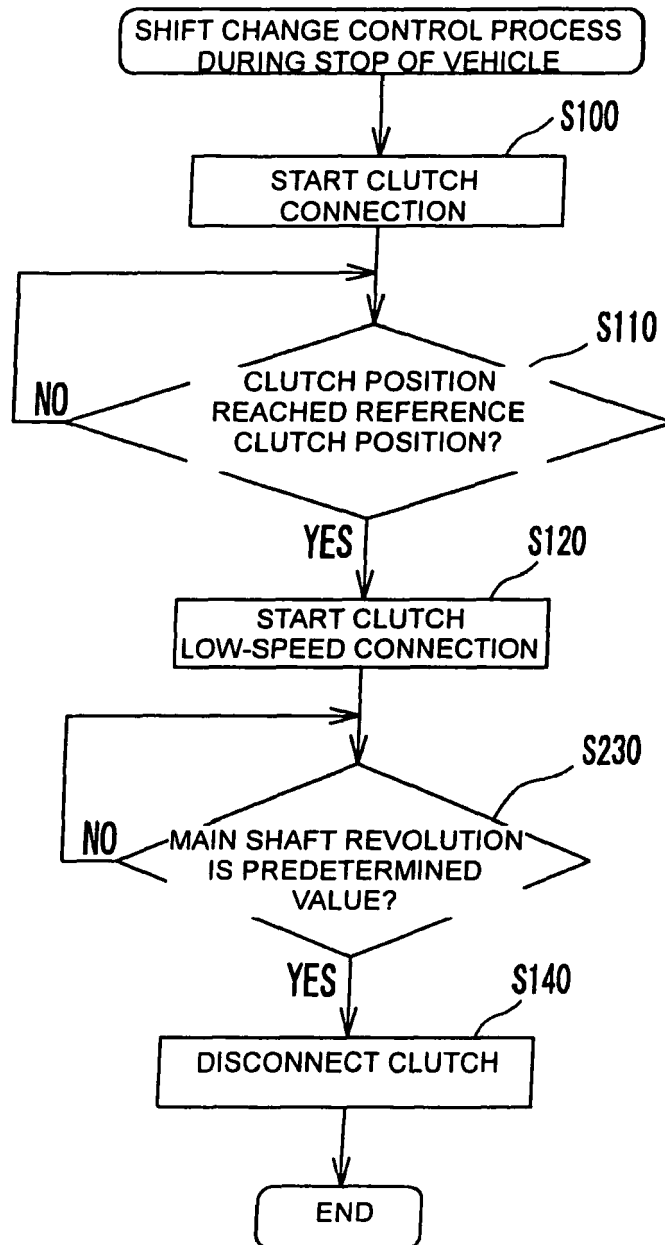 SHIFT CHANGE CONTROL PROCESS
DURING STOP OF VEHICLE
S100
START CLUTCH
CONNECTION
S110
CLUTCH POSITION
REACHED REFERENCE
CLUTCH POSITION?
NO
YES
S120
START CLUTCH
LOW-SPEED CONNECTION
S230
MAIN SHAFT REVOLUTION
IS PREDETERMINED
VALUE?
NO
YES
S140
DISCONNECT CLUTCH
END